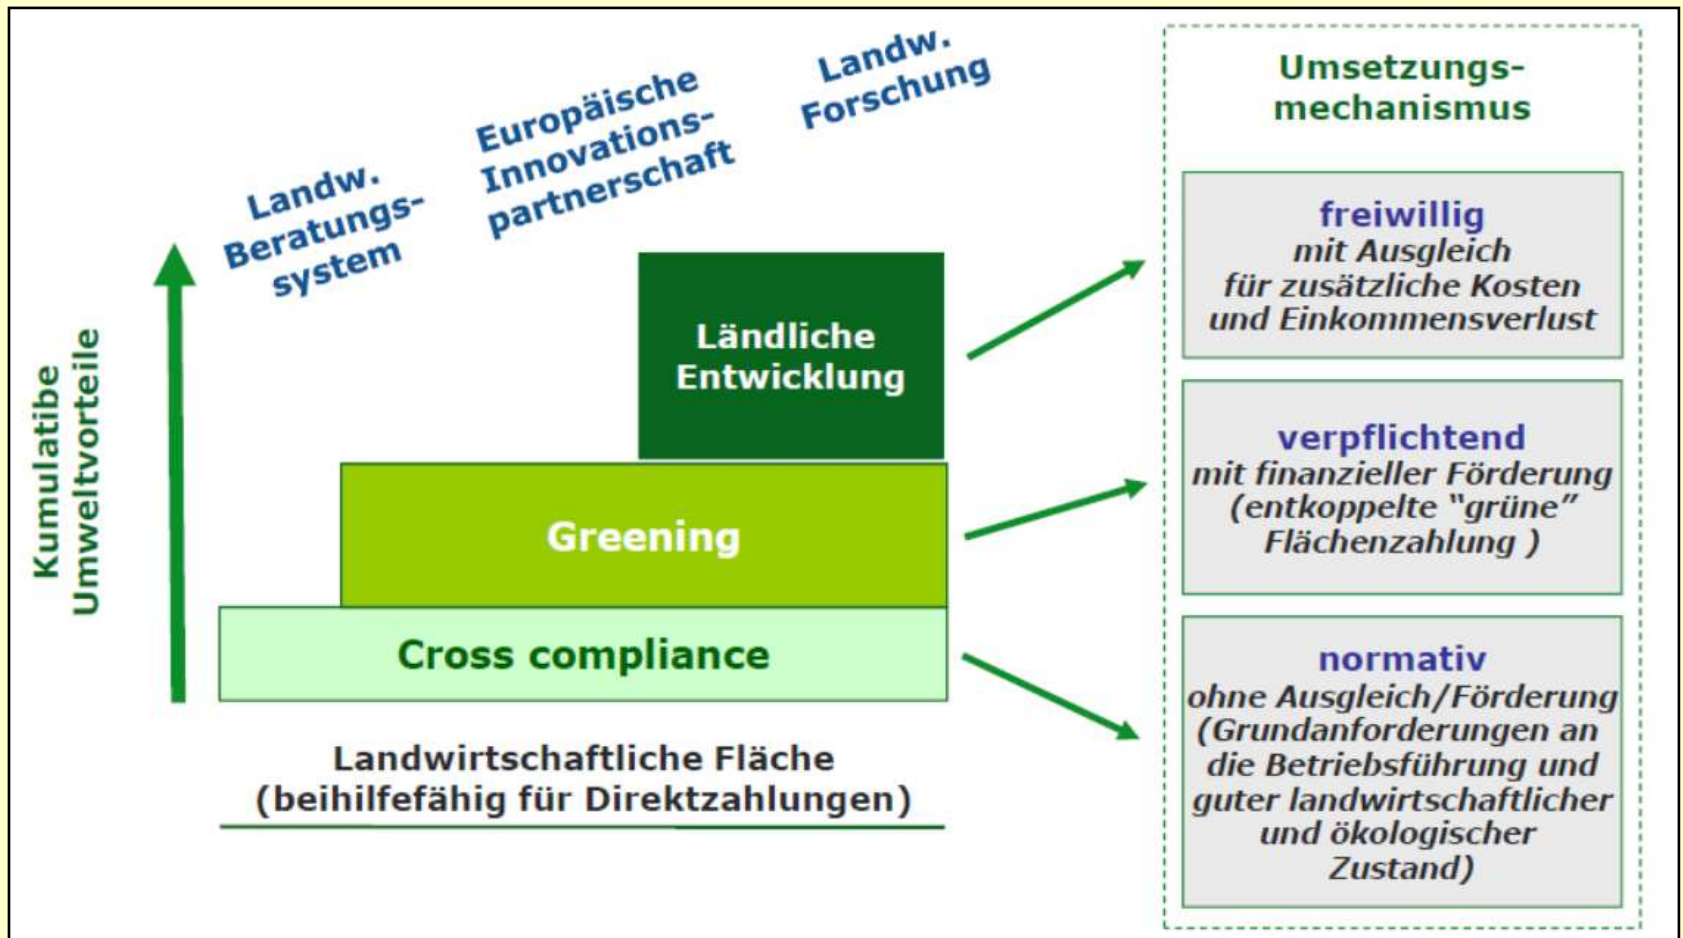 Landw.
Beratungs-
system
Europäische
Innovations-
partnerschaft
Landw.
Forschung
Kumulatibe
Umweltvorteile
Ländliche
Entwicklung
Greening
Cross compliance
Landwirtschaftliche Fläche
(beihilfefähig für Direktzahlungen)
Umsetzungs-
mechanismus
freiwillig
mit Ausgleich
für zusätzliche Kosten
und Einkommensverlust
verpflichtend
mit finanzieller Förderung
(entkoppelte “grüne”
Flächenzahlung )
normativ
ohne Ausgleich/Förderung
(Grundanforderungen an
die Betriebsführung und
guter landwirtschaftlicher
und ökologischer
Zustand)